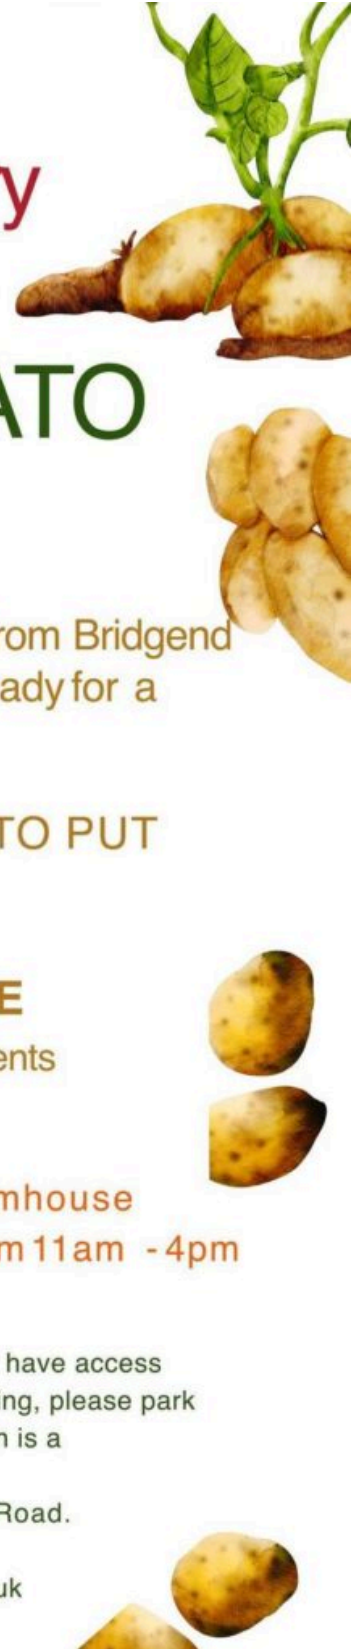 y
ATO
rom Bridgend
ady for a
TO PUT
E
ents
mhouse
m 11am - 4pm
have access
ing, please park
n is a
Road.
uk